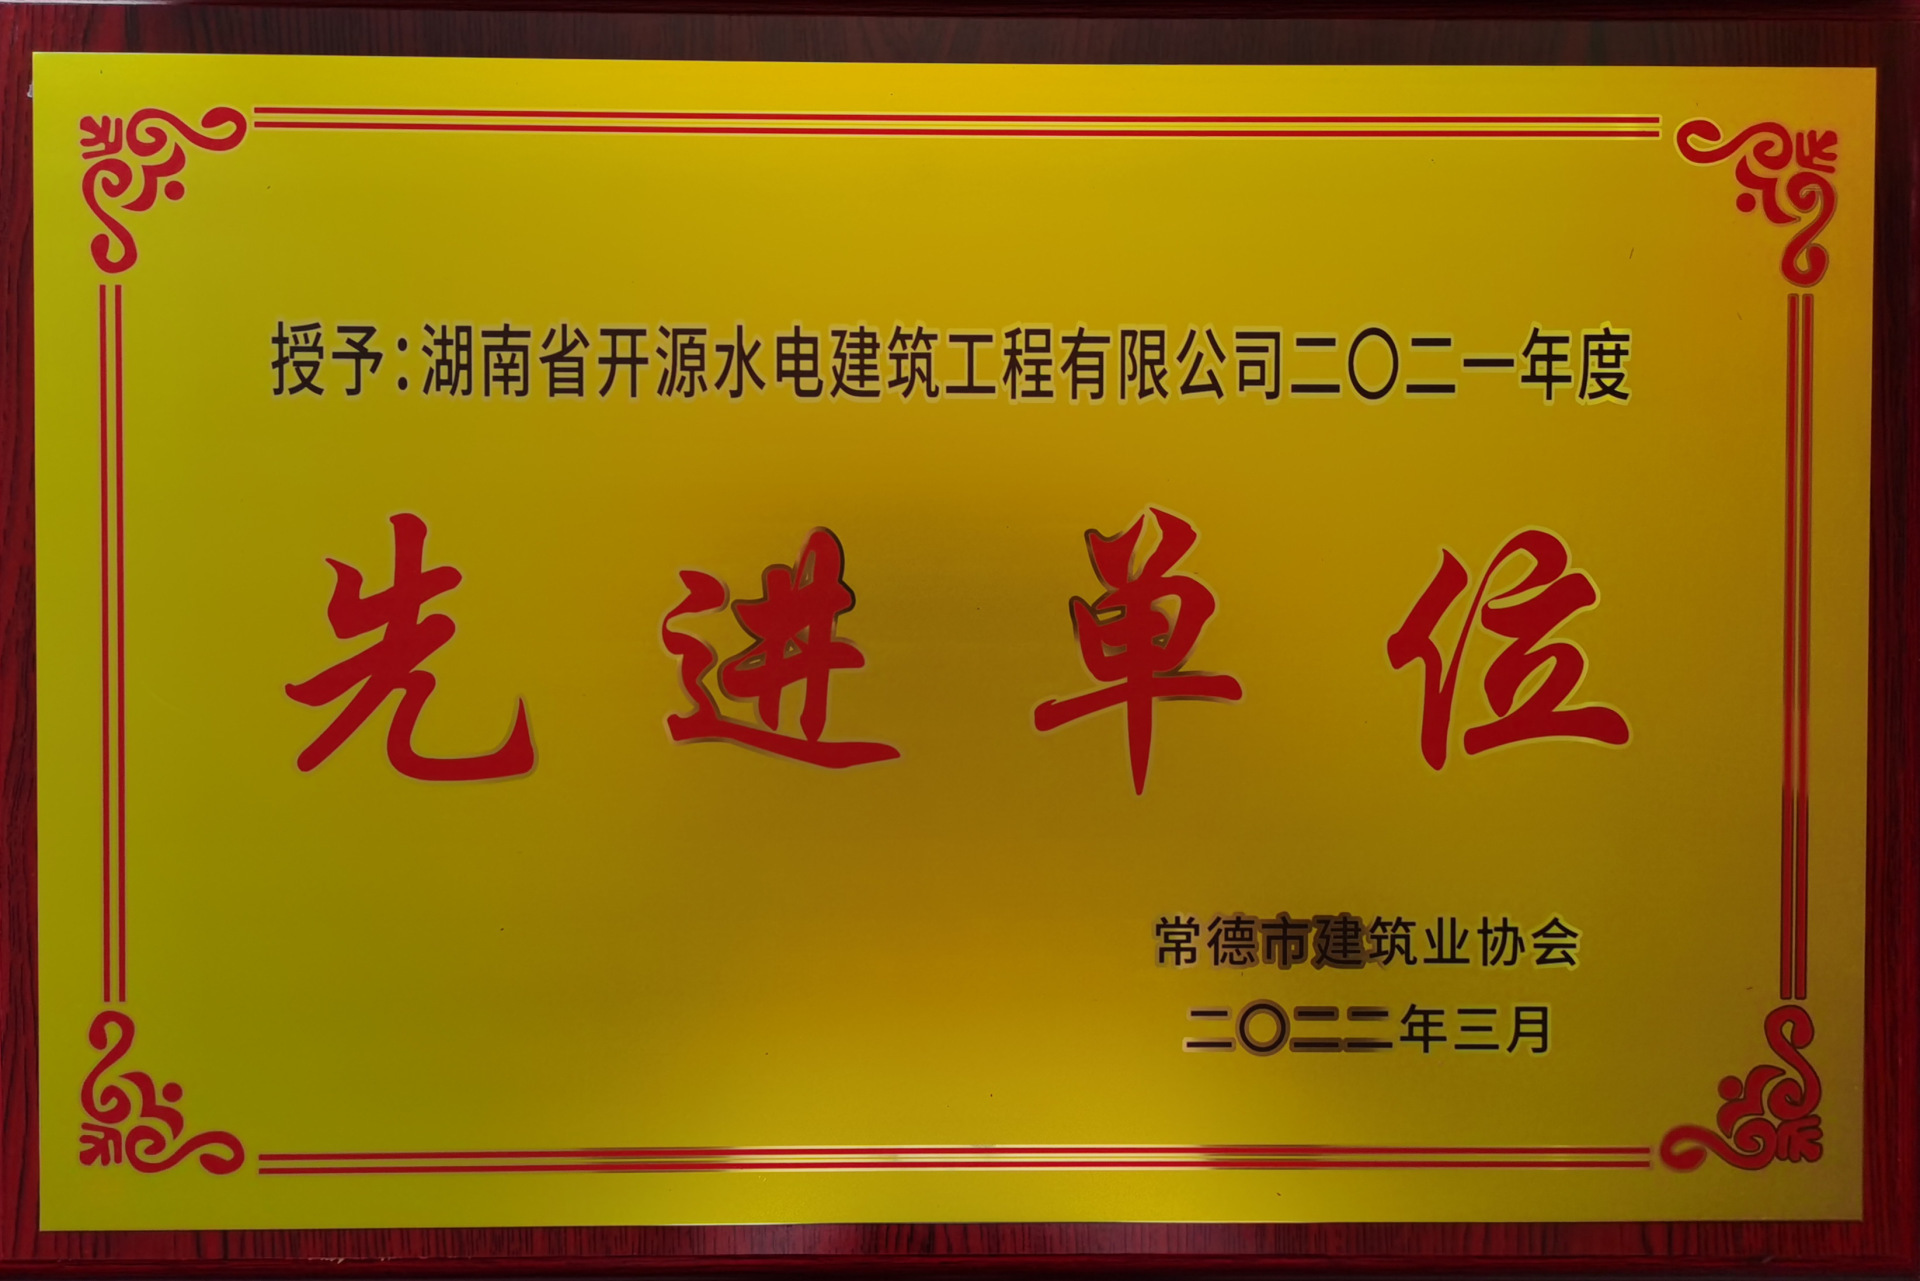 授予：湖南省开源水电建筑工程有限公司二〇二一年度
先进单位
常德市建筑业协会
二〇二二年三月